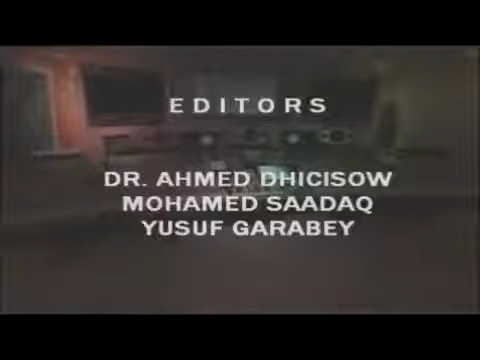 EDITORS
DR. AHMED DHICISOW
MOHAMED SAADAQ
YUSUF GARABEY